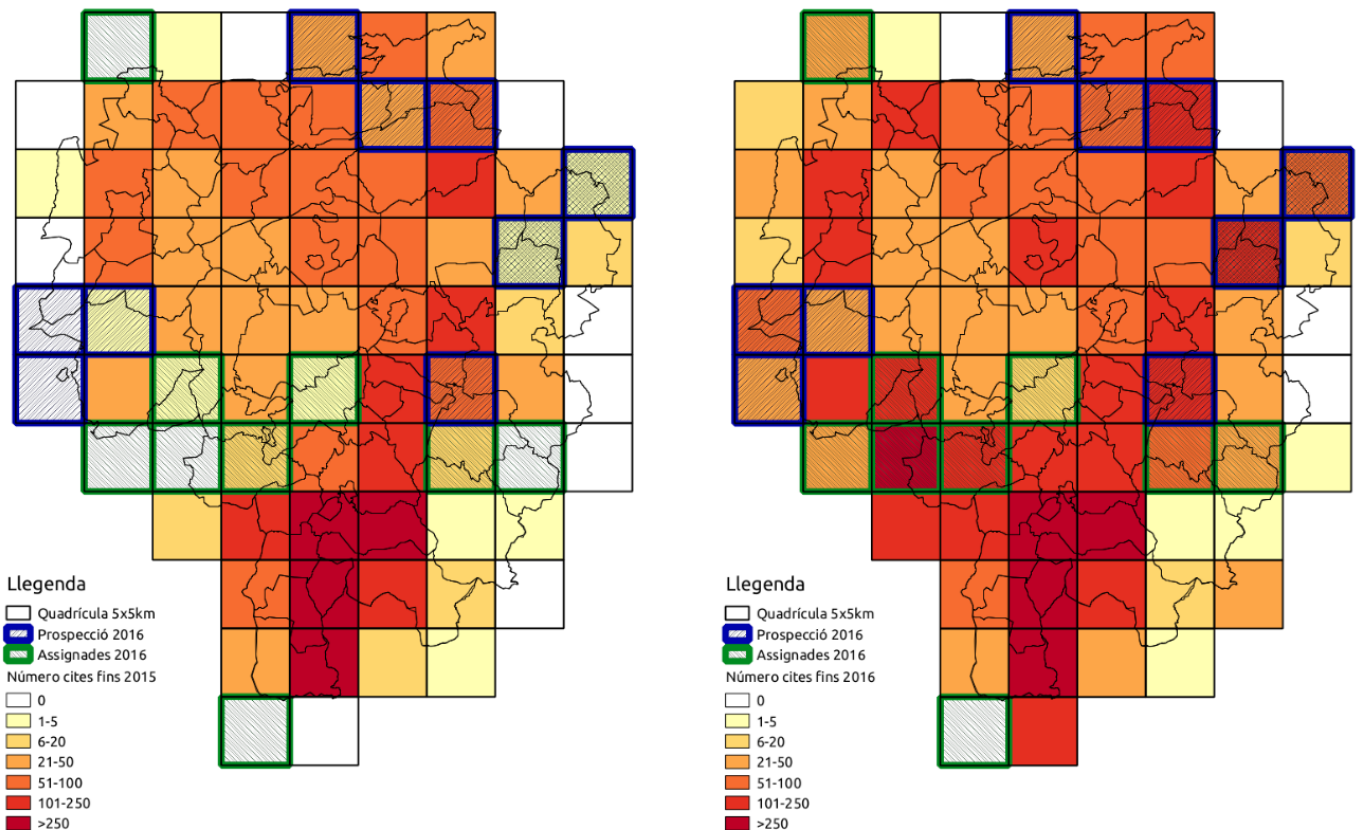 Llegenda
Quadrícula 5x5km
Prospecció 2016
Assignades 2016
Número cites fins 2015
0
1-5
6-20
21-50
51-100
101-250
>250
Llegenda
Quadrícula 5x5km
Prospecció 2016
Assignades 2016
Número cites fins 2016
0
1-5
6-20
21-50
51-100
101-250
>250